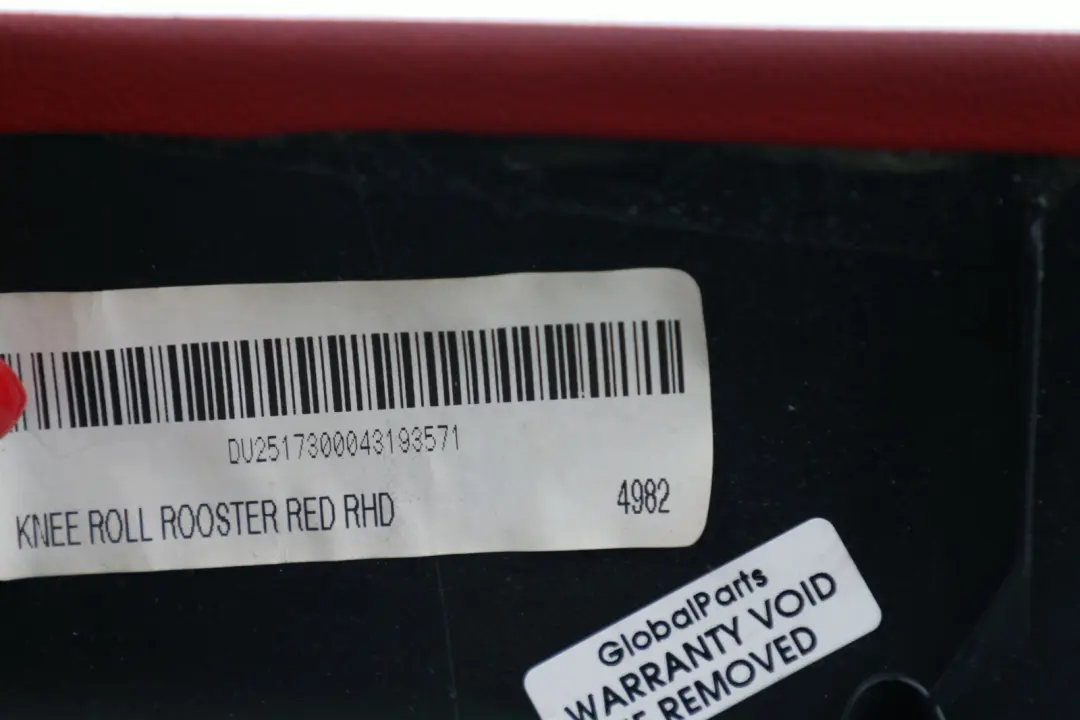 DU2517300043193571
KNEE ROLL ROOSTER RED RHD
4982
GlobalParts
WARRANTY VOID
REMOVED